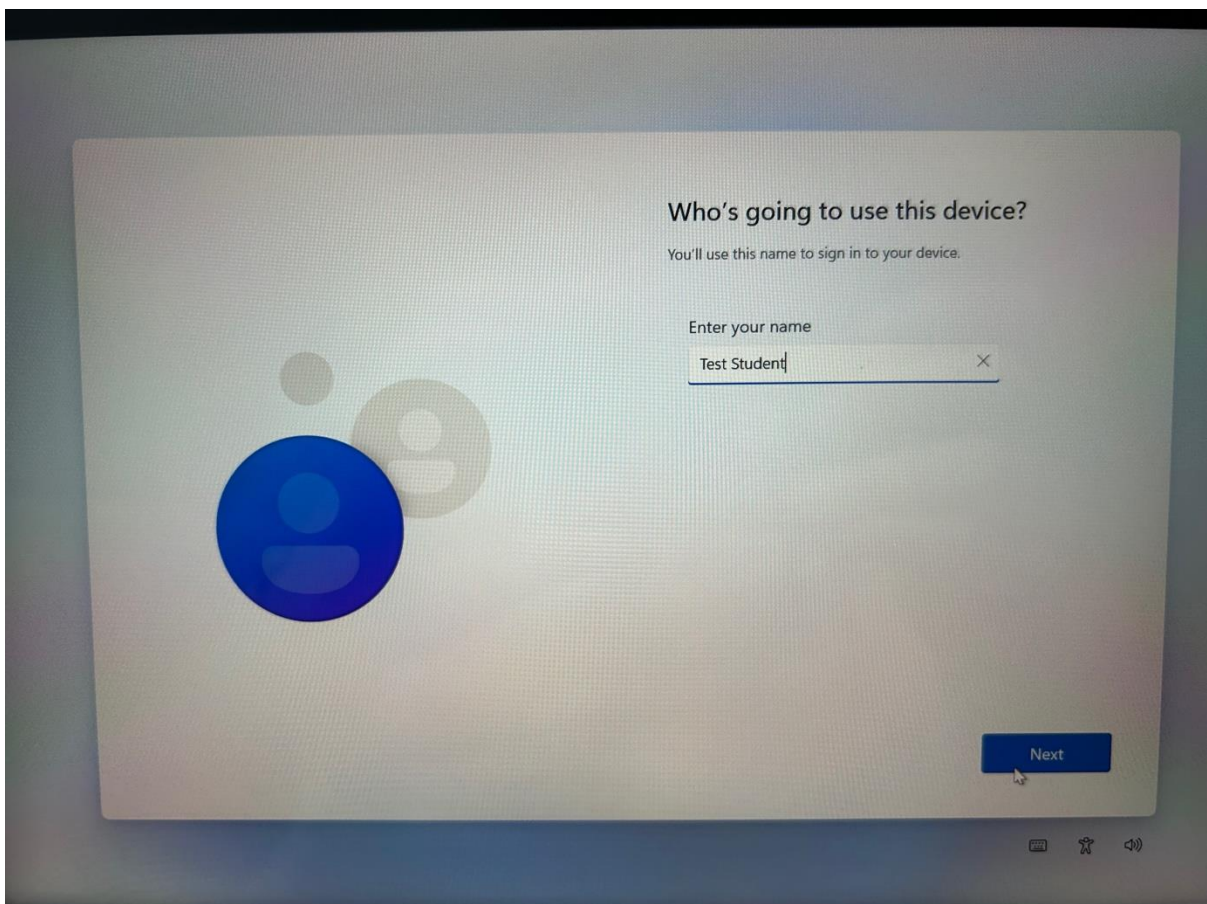 Who's going to use this device?
You'll use this name to sign in to your device.
Enter your name
Test Student
Next